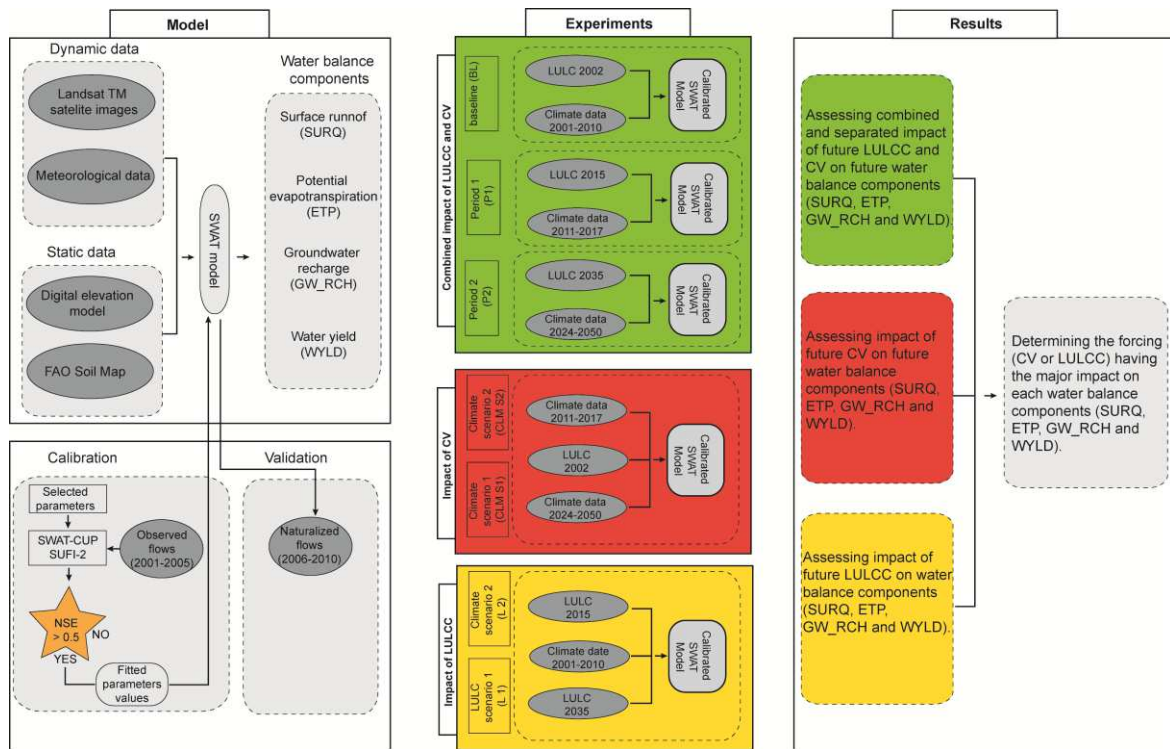 Model
Dynamic data
Landsat TM
satelite images
Meteorological data
Static data
Digital elevation
model
FAO Soil Map
SWAT model
Water balance
components
Surface runnof
(SURQ)
Potential
evapotranspiration
(ETP)
Groundwater
recharge
(GW_RCH)
Water yield
(WYLD)
Calibration
Selected
parameters
SWAT-CUP
SUFI-2
Observed
flows
(2001-2005)
NSE
> 0.5
NO
YES
Fitted
parameters
values
Validation
Naturalized
flows
(2006-2010)
Experiments
Combined impact of LULCC and CV
baseline (BL)
LULC 2002
Climate data
2001-2010
Calibrated
SWAT
Model
Period 1
(P1)
LULC 2015
Climate data
2011-2017
Calibrated
SWAT
Model
Period 2
(P2)
LULC 2035
Climate data
2024-2050
Calibrated
SWAT
Model
Impact of CV
Climate
scenario 2
(CLM S2)
Climate
scenario 1
(CLM S1)
Climate data
2011-2017
LULC
2002
Climate data
2024-2050
Calibrated
SWAT
Model
Impact of LULCC
Climate
scenario 2
(L 2)
LULC
scenario 1
(L 1)
LULC
2015
Climate date
2001-2010
LULC
2035
Calibrated
SWAT
Model
Results
Assessing combined
and separated impact
of future LULCC and
CV on future water
balance components
(SURQ, ETP,
GW_RCH and WYLD).
Assessing impact of
future CV on future
water balance
components (SURQ,
ETP, GW_RCH and
WYLD).
Assessing impact of
future LULCC on water
balance components
(SURQ, ETP,
GW_RCH and WYLD).
Determining the forcing
(CV or LULCC) having
the major impact on
each water balance
components (SURQ,
ETP, GW_RCH and
WYLD).